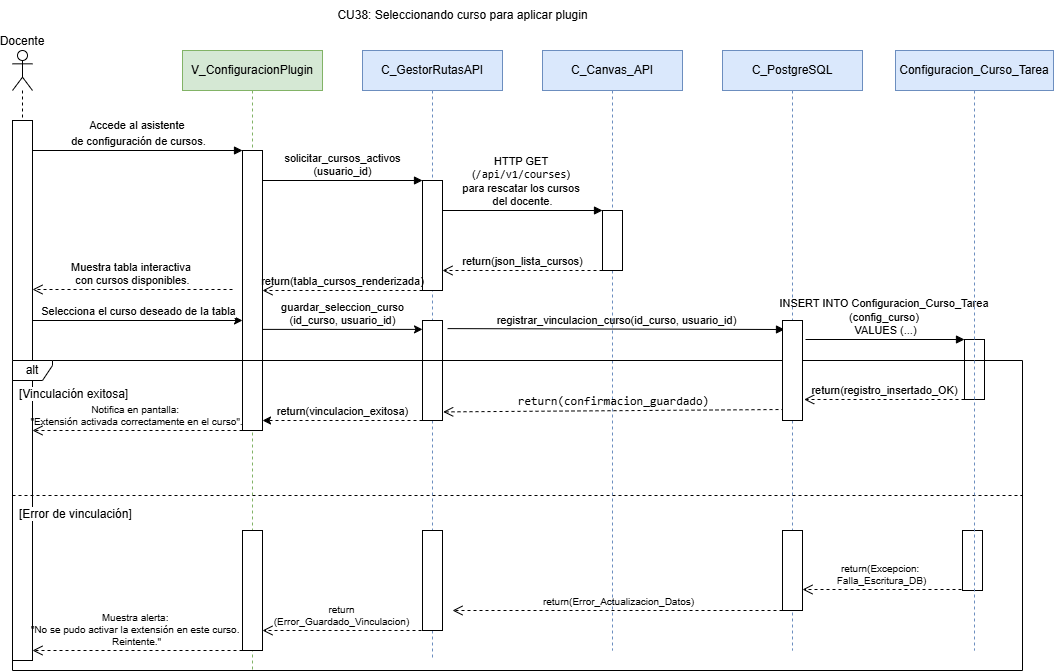 CU38: Seleccionando curso para aplicar plugin
Docente
V_ConfiguracionPlugin
C_GestorRutasAPI
C_Canvas_API
C_PostgreSQL
Configuracion_Curso_Tarea
Accede al asistente
de configuración de cursos.
solicitar_cursos_activos
(usuario_id)
HTTP GET
(/api/v1/courses)
para rescatar los cursos
del docente.
return(json_lista_cursos)
return(tabla_cursos_renderizada)
Muestra tabla interactiva
con cursos disponibles.
Selecciona el curso deseado de la tabla
guardar_seleccion_curso
(id_curso, usuario_id)
registrar_vinculacion_curso(id_curso, usuario_id)
INSERT INTO Configuracion_Curso_Tarea
(config_curso)
VALUES (...)
alt
[Vinculación exitosa]
return(registro_insertado_OK)
return(confirmacion_guardado)
return(vinculacion_exitosa)
Notifica en pantalla:
"Extensión activada correctamente en el curso".
[Error de vinculación]
return(Excepcion:
Falla_Escritura_DB)
return(Error_Actualizacion_Datos)
return
(Error_Guardado_Vinculacion)
Muestra alerta:
"No se pudo activar la extensión en este curso.
Reintente."